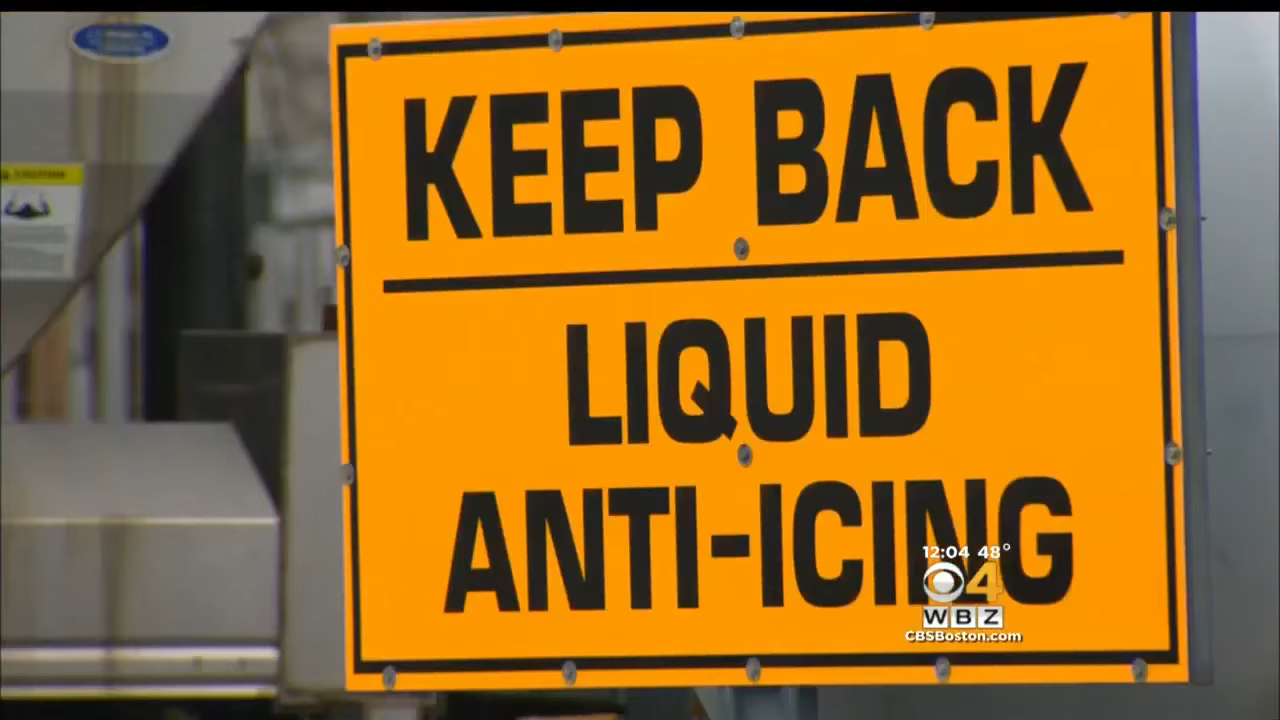 KEEP BACK
LIQUID
ANTI-ICING
12:04 48°
4
WBZ
CBSBoston.com